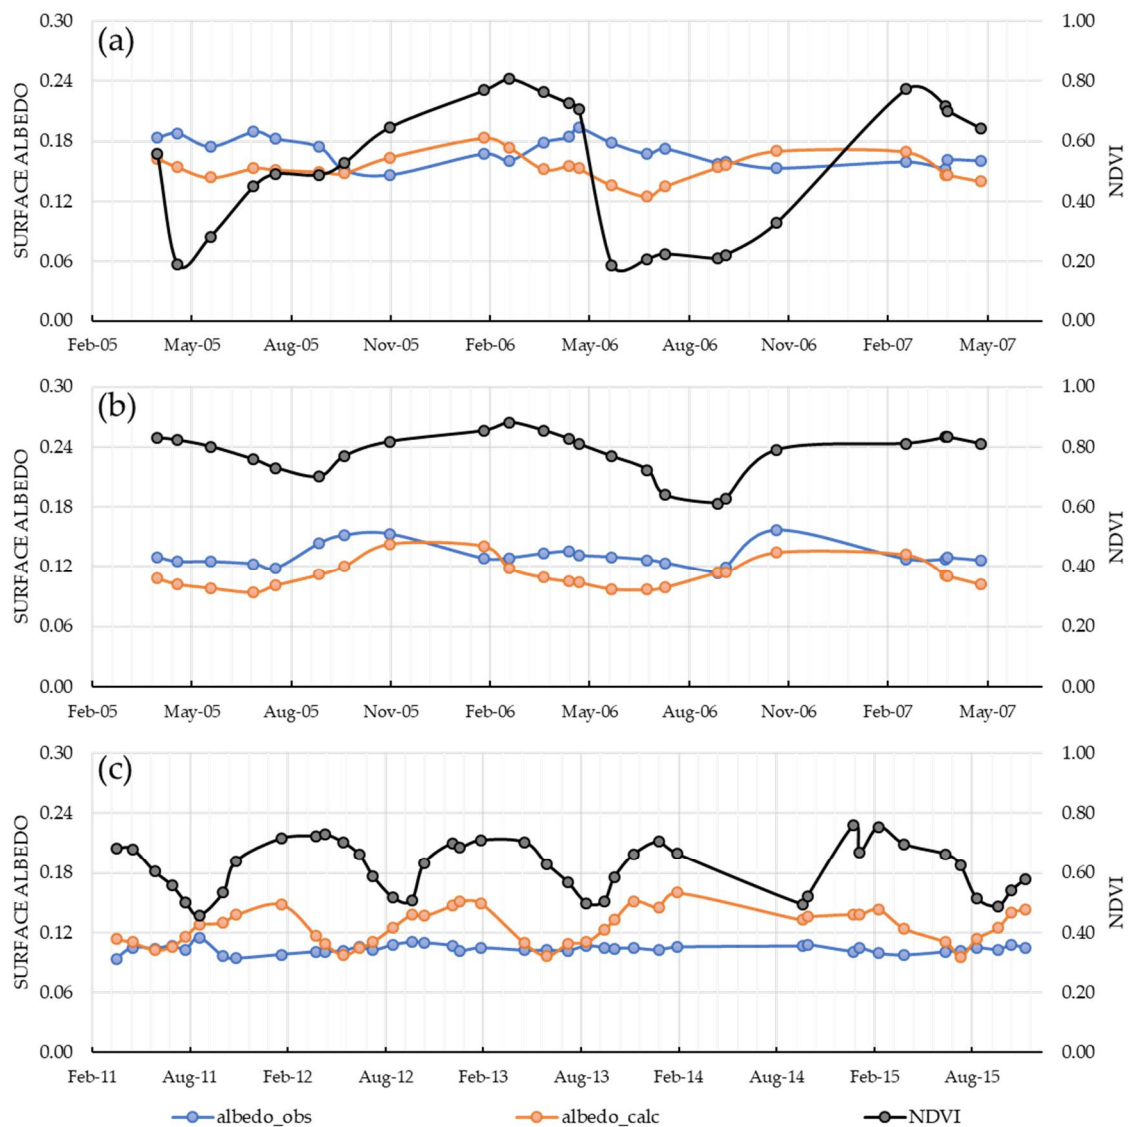 (a)
SURFACE ALBEDO
0.30
0.24
0.18
0.12
0.06
0.00
1.00
0.80
0.60
0.40
0.20
0.00
NDVI
Feb-05 May-05 Aug-05 Nov-05 Feb-06 May-06 Aug-06 Nov-06 Feb-07 May-07
(b)
SURFACE ALBEDO
0.30
0.24
0.18
0.12
0.06
0.00
1.00
0.80
0.60
0.40
0.20
0.00
NDVI
Feb-05 May-05 Aug-05 Nov-05 Feb-06 May-06 Aug-06 Nov-06 Feb-07 May-07
(c)
SURFACE ALBEDO
0.30
0.24
0.18
0.12
0.06
0.00
1.00
0.80
0.60
0.40
0.20
0.00
NDVI
Feb-11 Aug-11 Feb-12 Aug-12 Feb-13 Aug-13 Feb-14 Aug-14 Feb-15 Aug-15
albedo_obs albedo_calc NDVI